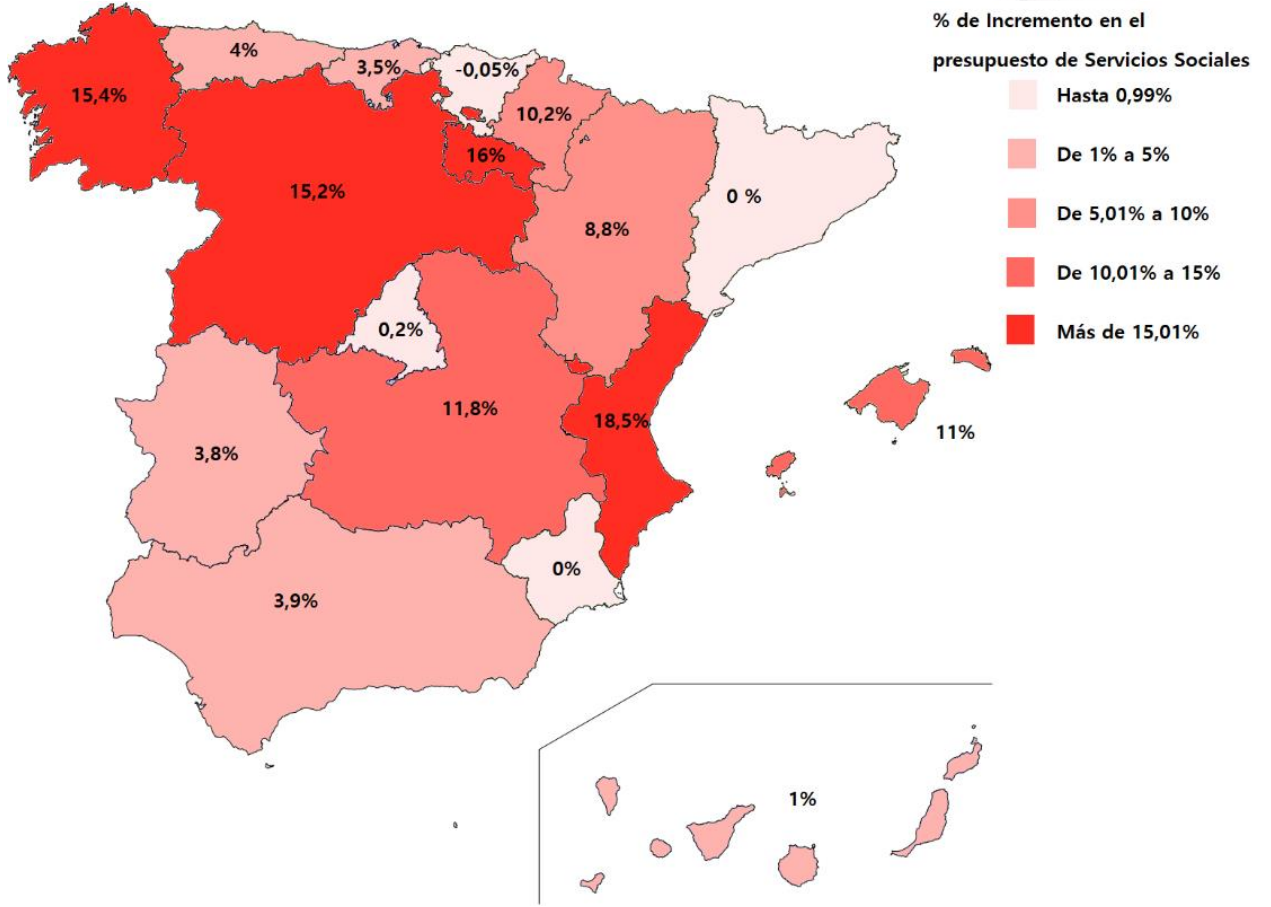 % de Incremento en el
presupuesto de Servicios Sociales
Hasta 0,99%
De 1% a 5%
De 5,01% a 10%
De 10,01% a 15%
Más de 15,01%
4%
3,5%
-0,05%
15,4%
10,2%
16%
15,2%
0 %
8,8%
0,2%
11,8%
18,5%
11%
3,8%
0%
3,9%
1%